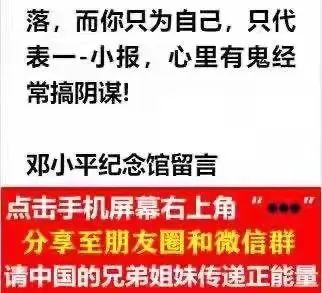 落，而你只为自己，只代
表一-小报，心里有鬼经
常搞阴谋!
邓小平纪念馆留言
点击手机屏幕右上角“•••”
分享至朋友圈和微信群
请中国的兄弟姐妹传递正能量